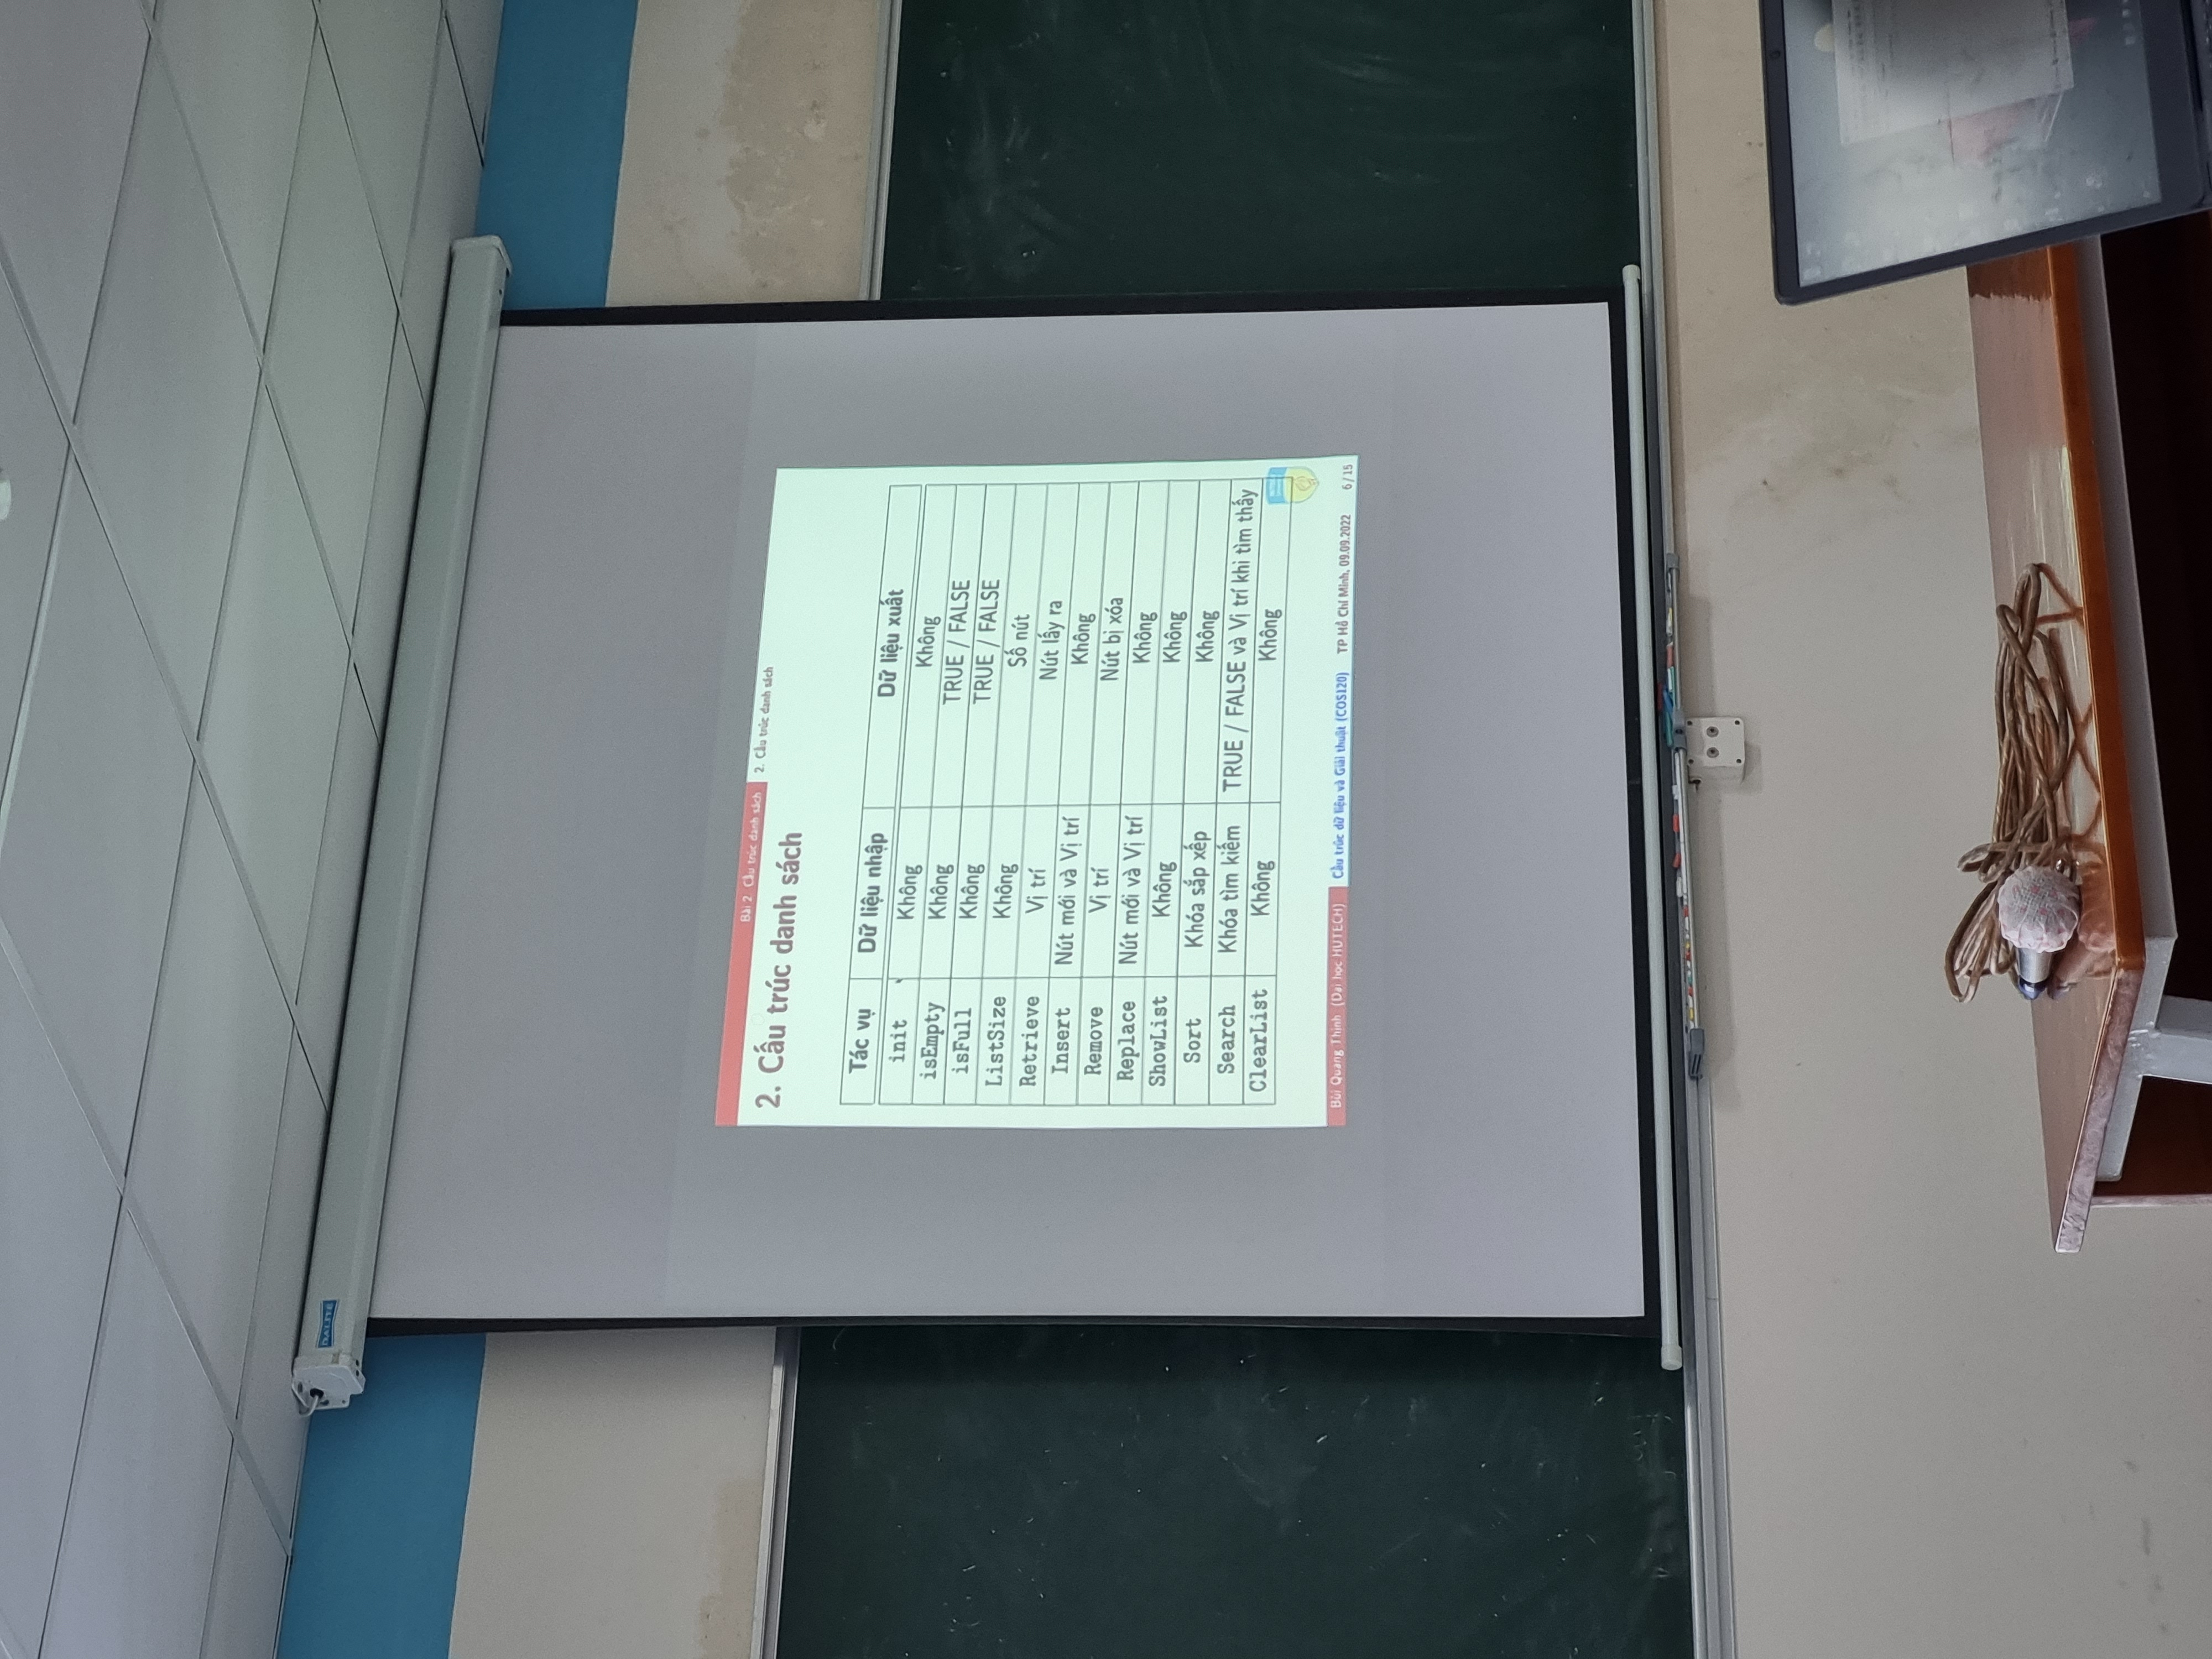 DALITE
Bài 2. Cấu trúc danh sách 2. Cấu trúc danh sách
2. Cấu trúc danh sách
Tác vụ Dữ liệu nhập Dữ liệu xuất
init Không Không
isEmpty Không TRUE / FALSE
isFull Không TRUE / FALSE
ListSize Không Số nút
Retrieve Vị trí Nút lấy ra
Insert Nút mới và Vị trí Không
Remove Vị trí Nút bị xóa
Replace Nút mới và Vị trí Không
ShowList Không Không
Sort Khóa sắp xếp Không
Search Khóa tìm kiếm TRUE / FALSE và Vị trí khi tìm thấy
ClearList Không Không
Bùi Quang Thịnh (Đại học HUTECH) Cấu trúc dữ liệu và Giải thuật (COS120) TP Hồ Chí Minh, 09.09.2022 6 / 15